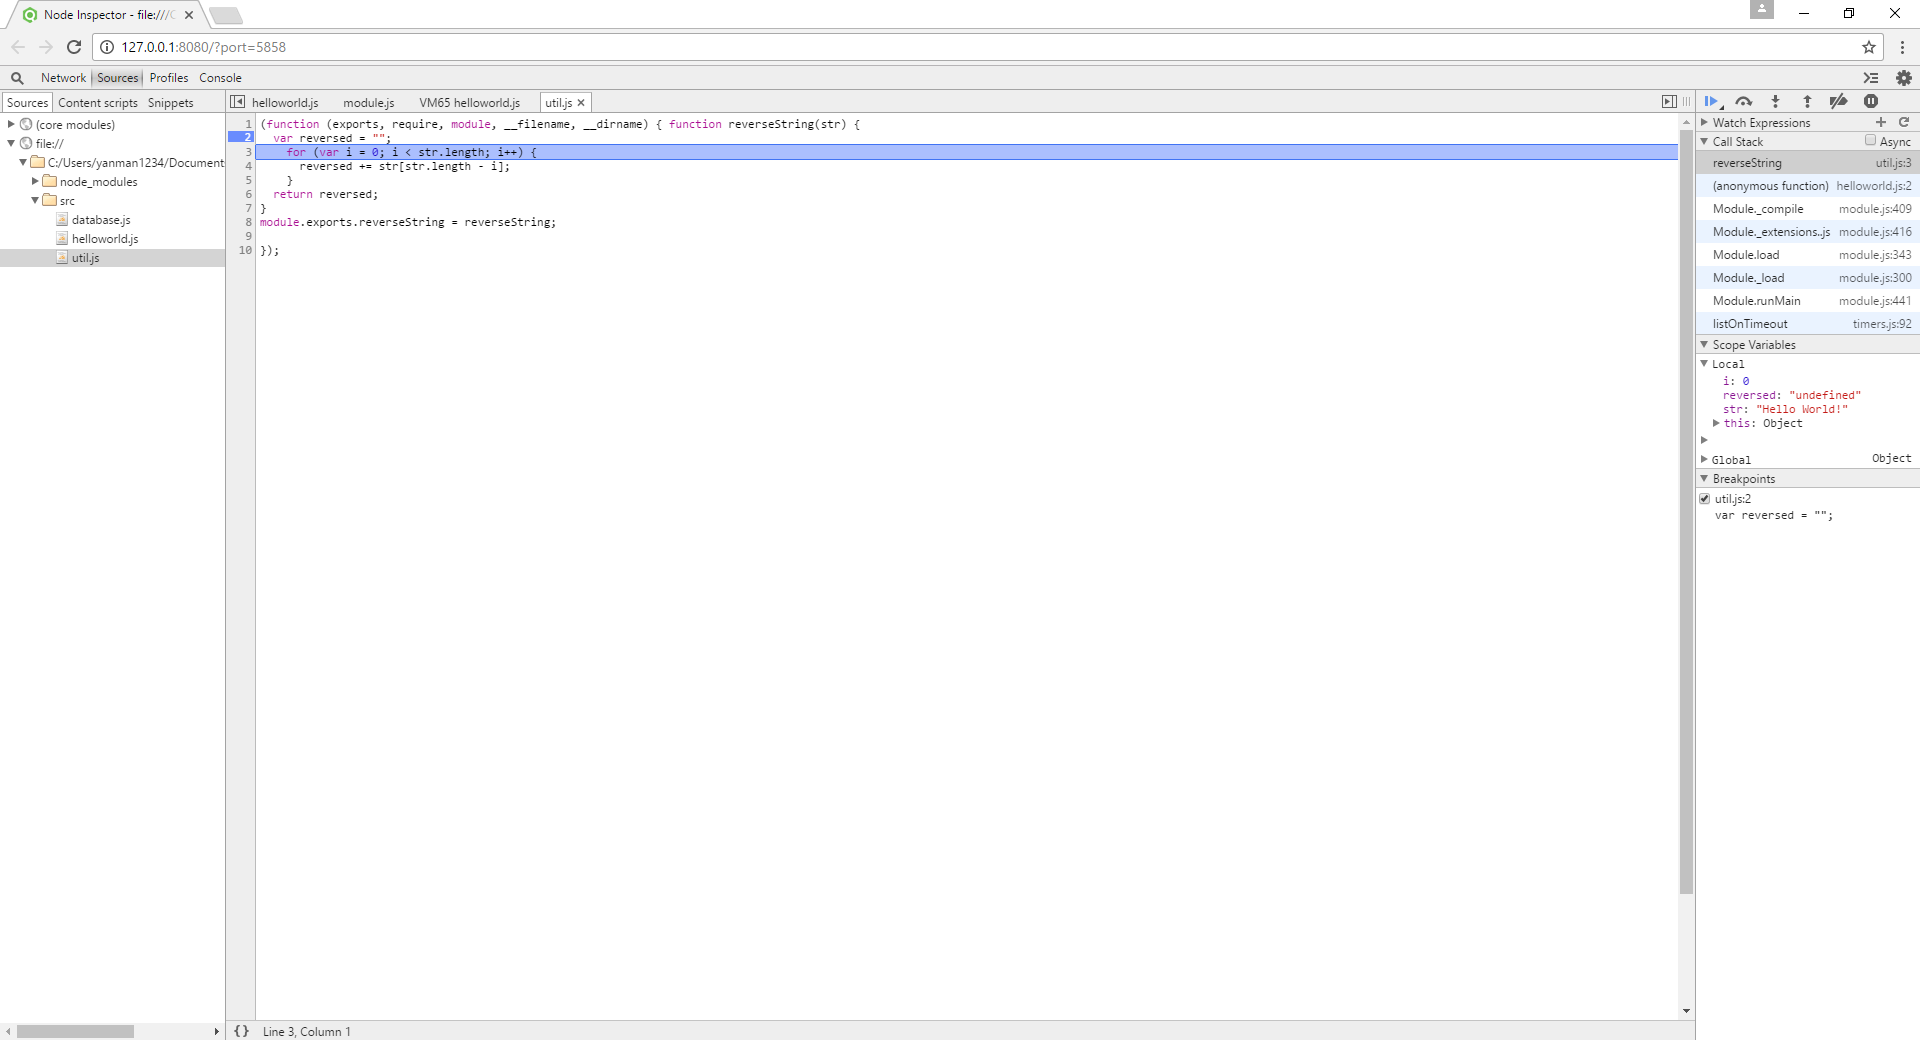 Node Inspector - file:///C
127.0.0.1:8080/?port=5858
Network Sources Profiles Console
Sources Content scripts Snippets
(core modules)
file://
C:/Users/yanman1234/Document
node_modules
src
database.js
helloworld.js
util.js
helloworld.js module.js VM65 helloworld.js util.js
1 (function (exports, require, module, __filename, __dirname) { function reverseString(str) {
2 var reversed = "";
3 for (var i = 0; i < str.length; i++) {
4 reversed += str[str.length - i];
5 }
6 return reversed;
7 }
8 module.exports.reverseString = reverseString;
9
10 });
{} Line 3, Column 1
Watch Expressions
Call Stack Async
reverseString util.js:3
(anonymous function) helloworld.js:2
Module._compile module.js:409
Module._extensions..js module.js:416
Module.load module.js:343
Module._load module.js:300
Module.runMain module.js:441
listOnTimeout timers.js:92
Scope Variables
Local
i: 0
reversed: "undefined"
str: "Hello World!"
this: Object
Global Object
Breakpoints
util.js:2
var reversed = "";